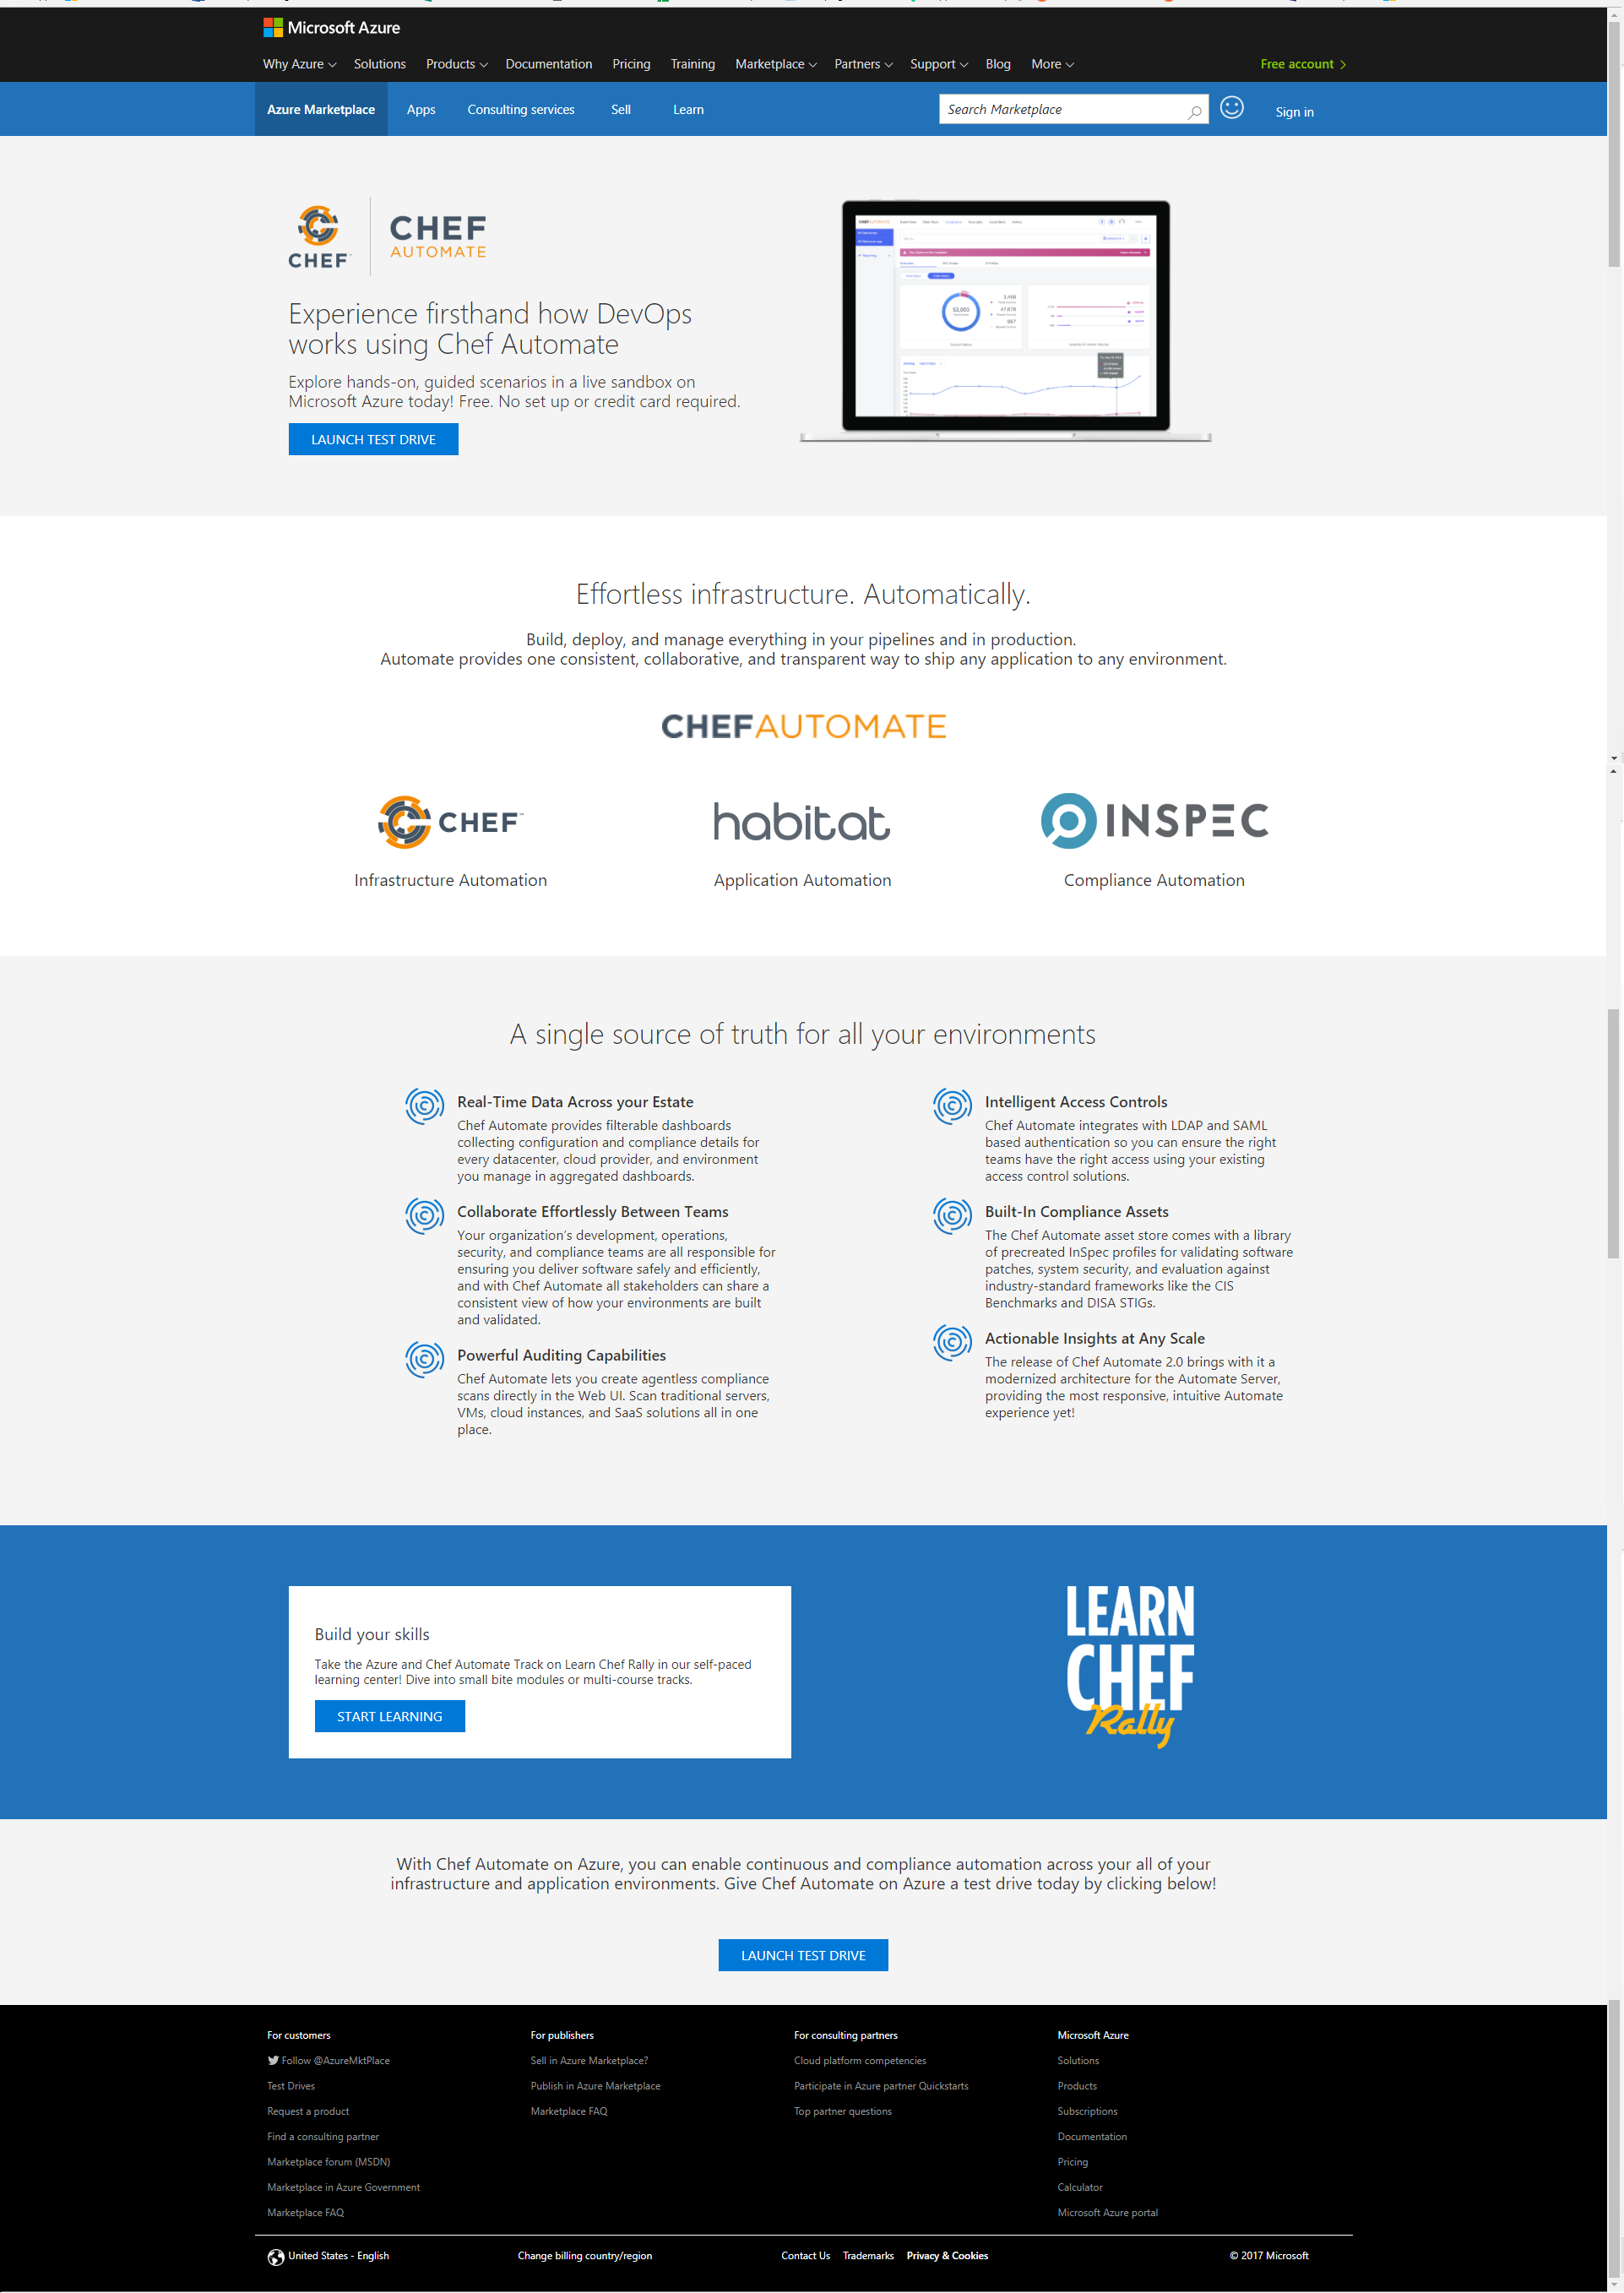 Microsoft Azure
Why Azure Solutions Products Documentation Pricing Training Marketplace Partners Support Blog More Free account
Azure Marketplace Apps Consulting services Sell Learn Search Marketplace Sign in
CHEF
AUTOMATE
CHEF™
Experience firsthand how DevOps
works using Chef Automate
Explore hands-on, guided scenarios in a live sandbox on
Microsoft Azure today! Free. No set up or credit card required.
LAUNCH TEST DRIVE
Effortless infrastructure. Automatically.
Build, deploy, and manage everything in your pipelines and in production.
Automate provides one consistent, collaborative, and transparent way to ship any application to any environment.
CHEFAUTOMATE
CHEF™ habitat INSPEC
Infrastructure Automation Application Automation Compliance Automation
A single source of truth for all your environments
Real-Time Data Across your Estate
Chef Automate provides filterable dashboards
collecting configuration and compliance details for
every datacenter, cloud provider, and environment
you manage in aggregated dashboards.
Collaborate Effortlessly Between Teams
Your organization's development, operations,
security, and compliance teams are all responsible for
ensuring you deliver software safely and efficiently,
and with Chef Automate all stakeholders can share a
consistent view of how your environments are built
and validated.
Powerful Auditing Capabilities
Chef Automate lets you create agentless compliance
scans directly in the Web UI. Scan traditional servers,
VMs, cloud instances, and SaaS solutions all in one
place.
Intelligent Access Controls
Chef Automate integrates with LDAP and SAML
based authentication so you can ensure the right
teams have the right access using your existing
access control solutions.
Built-In Compliance Assets
The Chef Automate asset store comes with a library
of precreated InSpec profiles for validating software
patches, system security, and evaluation against
industry-standard frameworks like the CIS
Benchmarks and DISA STIGs.
Actionable Insights at Any Scale
The release of Chef Automate 2.0 brings with it a
modernized architecture for the Automate Server,
providing the most responsive, intuitive Automate
experience yet!
Build your skills
Take the Azure and Chef Automate Track on Learn Chef Rally in our self-paced
learning center! Dive into small bite modules or multi-course tracks.
START LEARNING
LEARN
CHEF
Rally
With Chef Automate on Azure, you can enable continuous and compliance automation across your all of your
infrastructure and application environments. Give Chef Automate on Azure a test drive today by clicking below!
LAUNCH TEST DRIVE
For customers
Follow @AzureMktPlace
Test Drives
Request a product
Find a consulting partner
Marketplace forum (MSDN)
Marketplace in Azure Government
Marketplace FAQ
For publishers
Sell in Azure Marketplace?
Publish in Azure Marketplace
Marketplace FAQ
For consulting partners
Cloud platform competencies
Participate in Azure partner Quickstarts
Top partner questions
Microsoft Azure
Solutions
Products
Subscriptions
Documentation
Pricing
Calculator
Microsoft Azure portal
United States - English Change billing country/region Contact Us Trademarks Privacy & Cookies © 2017 Microsoft